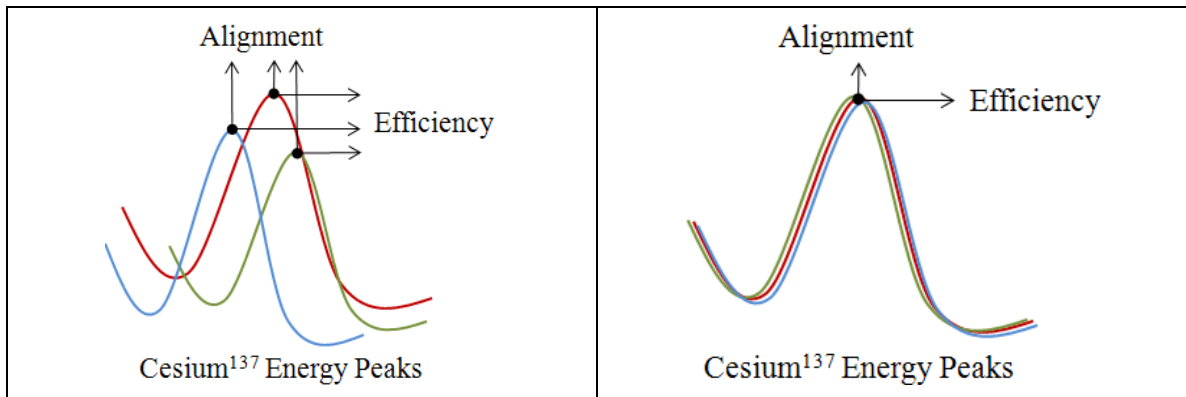 Alignment
Efficiency
Cesium¹³⁷ Energy Peaks
Alignment
Efficiency
Cesium¹³⁷ Energy Peaks